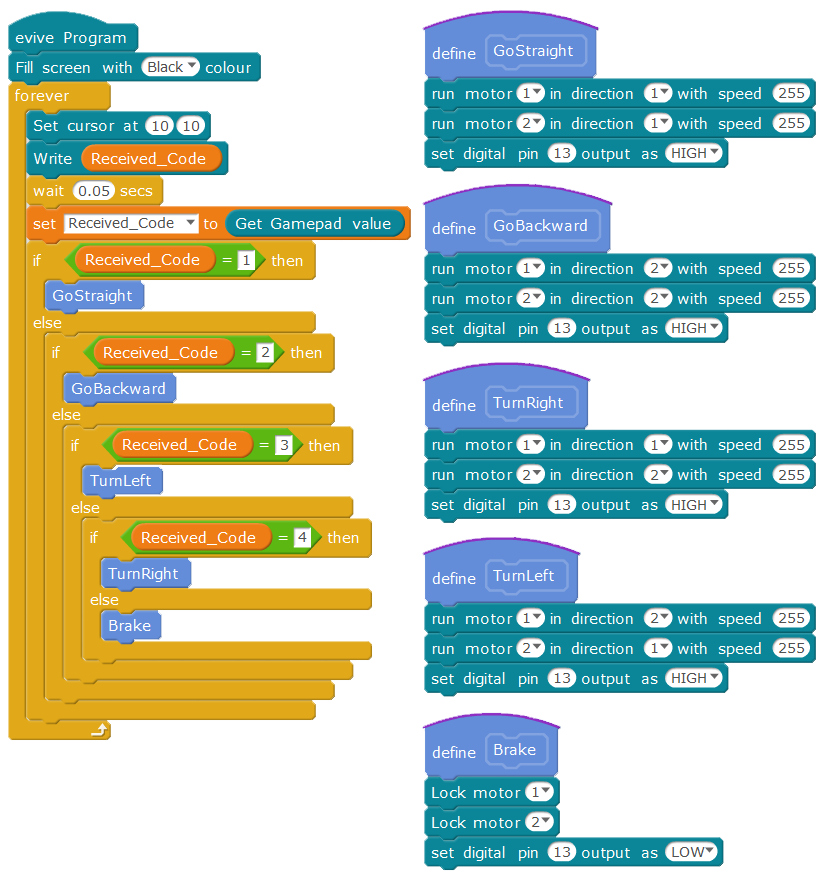 evive Program
Fill screen with Black colour
forever
Set cursor at 10 10
Write Received_Code
wait 0.05 secs
set Received_Code to Get Gamepad value
if Received_Code = 1 then
GoStraight
else
if Received_Code = 2 then
GoBackward
else
if Received_Code = 3 then
TurnLeft
else
if Received_Code = 4 then
TurnRight
else
Brake
define GoStraight
run motor 1 in direction 1 with speed 255
run motor 2 in direction 1 with speed 255
set digital pin 13 output as HIGH
define GoBackward
run motor 1 in direction 2 with speed 255
run motor 2 in direction 2 with speed 255
set digital pin 13 output as HIGH
define TurnRight
run motor 1 in direction 1 with speed 255
run motor 2 in direction 2 with speed 255
set digital pin 13 output as HIGH
define TurnLeft
run motor 1 in direction 2 with speed 255
run motor 2 in direction 1 with speed 255
set digital pin 13 output as HIGH
define Brake
Lock motor 1
Lock motor 2
set digital pin 13 output as LOW